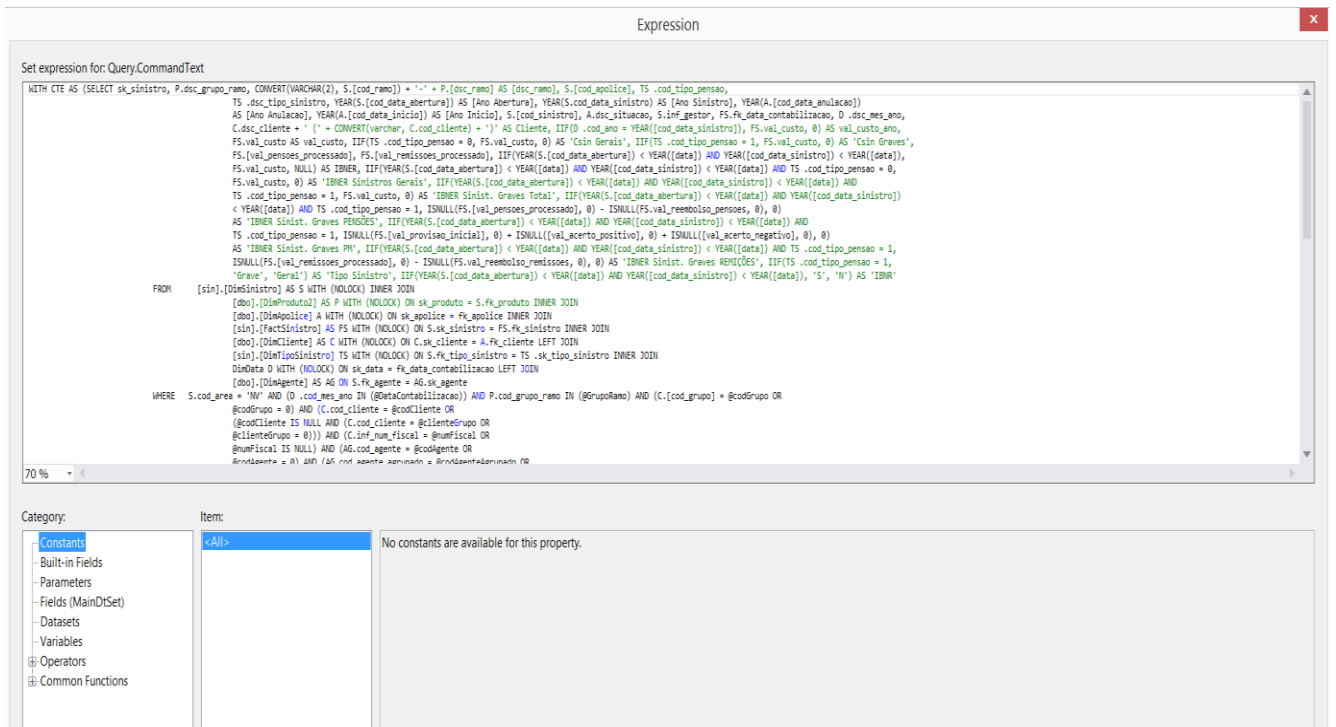 Expression
x
Set expression for: Query.CommandText
WITH CTE AS (SELECT sk_sinistro, P.dsc_grupo_ramo, CONVERT(VARCHAR(2), S.[cod_ramo]) + '-' + P.[dsc_ramo] AS [dsc_ramo], S.[cod_apolice], TS .cod_tipo_pensao,
TS .dsc_tipo_sinistro, YEAR(S.[cod_data_abertura]) AS [Ano Abertura], YEAR(S.cod_data_sinistro) AS [Ano Sinistro], YEAR(A.[cod_data_anulacao])
AS [Ano Anulacao], YEAR(A.[cod_data_inicio]) AS [Ano Inicio], S.[cod_sinistro], A.dsc_situacao, S.inf_gestor, FS.fk_data_contabilizacao, D .dsc_mes_ano,
C.dsc_cliente + ' (' + CONVERT(varchar, C.cod_cliente) + ')' AS Cliente, IIF(D .cod_ano = YEAR([cod_data_sinistro]), FS.val_custo, 0) AS val_custo_ano,
FS.val_custo AS val_custo, IIF(TS .cod_tipo_pensao = 0, FS.val_custo, 0) AS 'Csin Gerais', IIF(TS .cod_tipo_pensao = 1, FS.val_custo, 0) AS 'Csin Graves',
FS.[val_pensoes_processado], FS.[val_remissoes_processado], IIF(YEAR(S.[cod_data_abertura]) < YEAR([data]) AND YEAR([cod_data_sinistro]) < YEAR([data]),
FS.val_custo, NULL) AS IBNER, IIF(YEAR(S.[cod_data_abertura]) < YEAR([data]) AND YEAR([cod_data_sinistro]) < YEAR([data]) AND TS .cod_tipo_pensao = 0,
FS.val_custo, 0) AS 'IBNER Sinistros Gerais', IIF(YEAR(S.[cod_data_abertura]) < YEAR([data]) AND YEAR([cod_data_sinistro]) < YEAR([data]) AND
TS .cod_tipo_pensao = 1, FS.val_custo, 0) AS 'IBNER Sinist. Graves Total', IIF(YEAR(S.[cod_data_abertura]) < YEAR([data]) AND YEAR([cod_data_sinistro])
< YEAR([data]) AND TS .cod_tipo_pensao = 1, ISNULL(FS.[val_pensoes_processado], 0) - ISNULL(FS.val_reembolso_pensoes, 0), 0)
AS 'IBNER Sinist. Graves PENSÕES', IIF(YEAR(S.[cod_data_abertura]) < YEAR([data]) AND YEAR([cod_data_sinistro]) < YEAR([data]) AND
TS .cod_tipo_pensao = 1, ISNULL(FS.[val_provisao_inicial], 0) + ISNULL([val_acerto_positivo], 0) + ISNULL([val_acerto_negativo], 0), 0)
AS 'IBNER Sinist. Graves PM', IIF(YEAR(S.[cod_data_abertura]) < YEAR([data]) AND YEAR([cod_data_sinistro]) < YEAR([data]) AND TS .cod_tipo_pensao = 1,
ISNULL(FS.[val_remissoes_processado], 0) - ISNULL(FS.val_reembolso_remissoes, 0), 0) AS 'IBNER Sinist. Graves REMIÇÕES', IIF(TS .cod_tipo_pensao = 1,
'Grave', 'Geral') AS 'Tipo Sinistro', IIF(YEAR(S.[cod_data_abertura]) < YEAR([data]) AND YEAR([cod_data_sinistro]) < YEAR([data]), 'S', 'N') AS 'IBNR'
FROM [sin].[DimSinistro] AS S WITH (NOLOCK) INNER JOIN
[dbo].[DimProduto2] AS P WITH (NOLOCK) ON sk_produto = S.fk_produto INNER JOIN
[dbo].[DimApolice] A WITH (NOLOCK) ON sk_apolice = fk_apolice INNER JOIN
[sin].[FactSinistro] AS FS WITH (NOLOCK) ON S.sk_sinistro = FS.fk_sinistro INNER JOIN
[dbo].[DimCliente] AS C WITH (NOLOCK) ON C.sk_cliente = A.fk_cliente LEFT JOIN
[sin].[DimTipoSinistro] TS WITH (NOLOCK) ON S.fk_tipo_sinistro = TS .sk_tipo_sinistro INNER JOIN
DimData D WITH (NOLOCK) ON sk_data = fk_data_contabilizacao LEFT JOIN
[dbo].[DimAgente] AS AG ON S.fk_agente = AG.sk_agente
WHERE S.cod_area = 'NV' AND (D .cod_mes_ano IN (@DataContabilizacao)) AND P.cod_grupo_ramo IN (@GrupoRamo) AND (C.[cod_grupo] = @codGrupo OR
@codGrupo = 0) AND (C.cod_cliente = @codCliente OR
(@codCliente IS NULL AND (C.cod_cliente = @clienteGrupo OR
@clienteGrupo = 0))) AND (C.inf_num_fiscal = @numFiscal OR
@numFiscal IS NULL) AND (AG.cod_agente = @codAgente OR
@codAgente = 0) AND (AG.cod_agente_agrupado = @codAgenteAgrupado OR
70 %
Category:
Item:
Constants
<All>
No constants are available for this property.
Built-in Fields
Parameters
Fields (MainDtSet)
Datasets
Variables
Operators
Common Functions